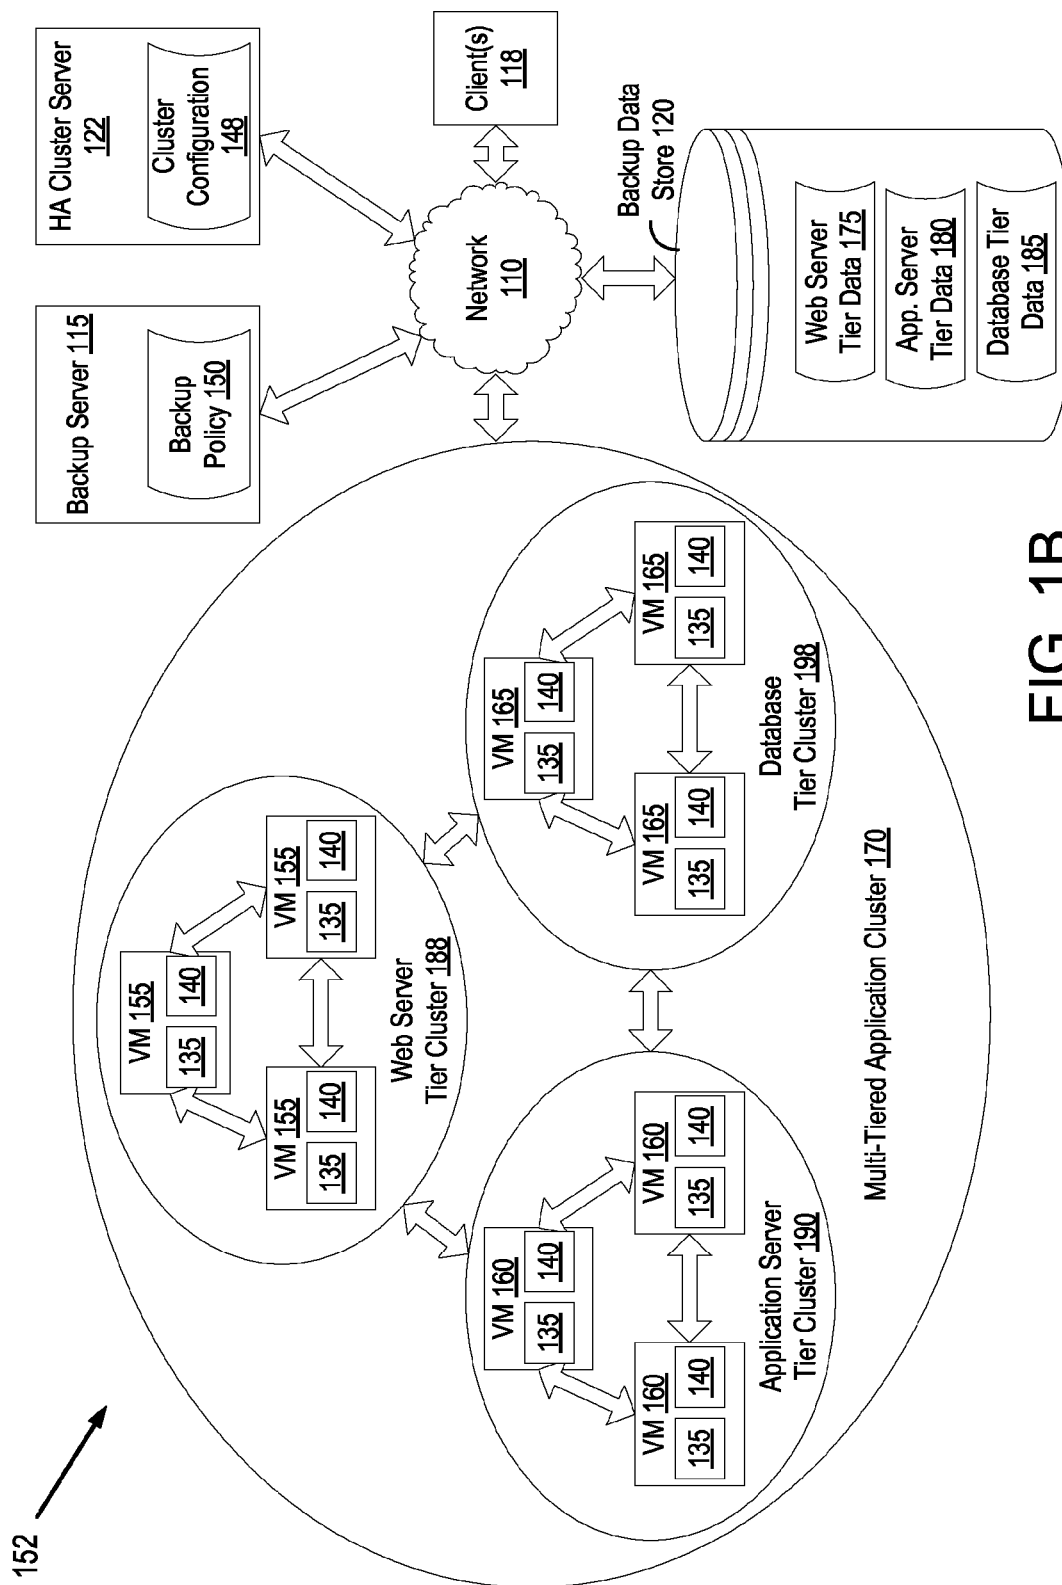 152
VM 155
135
140
VM 155
135
140
VM 155
135
140
Web Server
Tier Cluster 188
VM 160
135
140
VM 160
135
140
VM 160
135
140
Application Server
Tier Cluster 190
VM 165
135
140
VM 165
135
140
VM 165
135
140
Database
Tier Cluster 198
Multi-Tiered Application Cluster 170
Backup Server 115
Backup
Policy 150
HA Cluster Server
122
Cluster
Configuration
148
Network
110
Client(s)
118
Backup Data
Store 120
Web Server
Tier Data 175
App. Server
Tier Data 180
Database Tier
Data 185
FIG. 1B